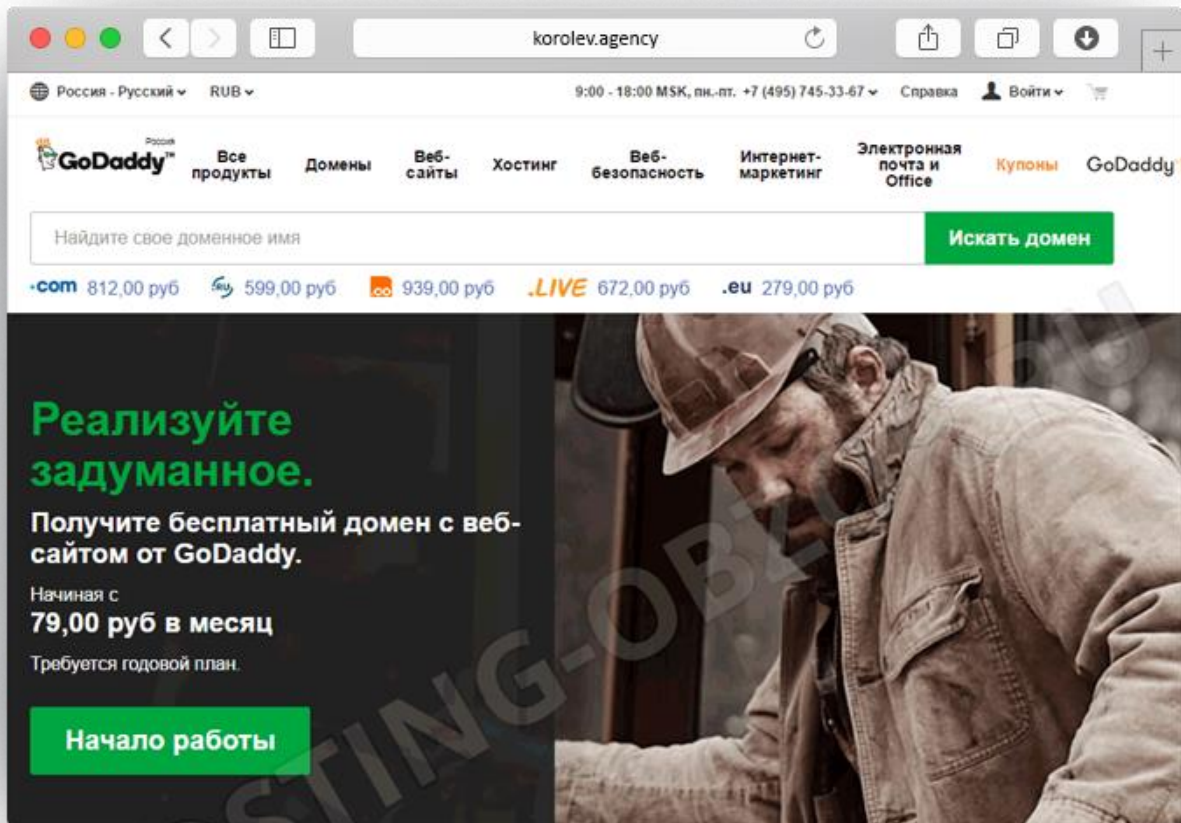 korolev.agency
Россия - Русский RUB 9:00 - 18:00 MSK, пн.-пт. +7 (495) 745-33-67 Справка Войти
Россия
GoDaddy™
Все
продукты
Домены
Веб-
сайты
Хостинг
Веб-
безопасность
Интернет-
маркетинг
Электронная
почта и
Office
Купоны
GoDaddy
Найдите свое доменное имя
Искать домен
.com 812,00 руб 599,00 руб 939,00 руб .LIVE 672,00 руб .eu 279,00 руб
Реализуйте
задуманное.
Получите бесплатный домен с веб-
сайтом от GoDaddy.
Начиная с
79,00 руб в месяц
Требуется годовой план.
Начало работы